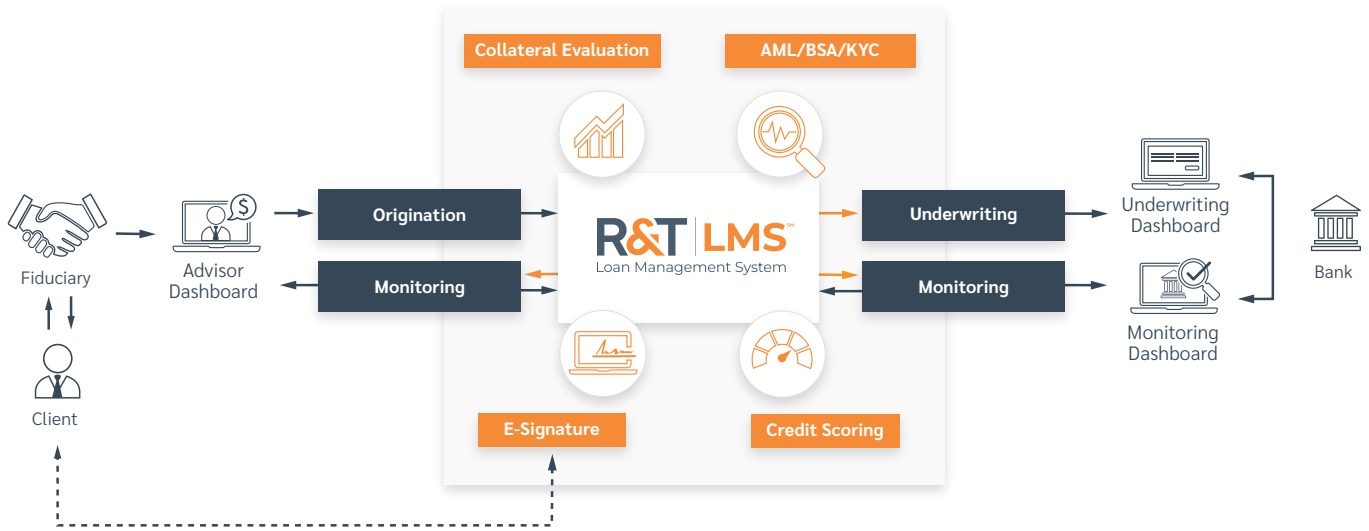 Collateral Evaluation
AML/BSA/KYC
$
Fiduciary
Client
Advisor
Dashboard
Origination
Monitoring
R&T | LMS SM
Loan Management System
Underwriting
Monitoring
Underwriting
Dashboard
Monitoring
Dashboard
Bank
E-Signature
Credit Scoring